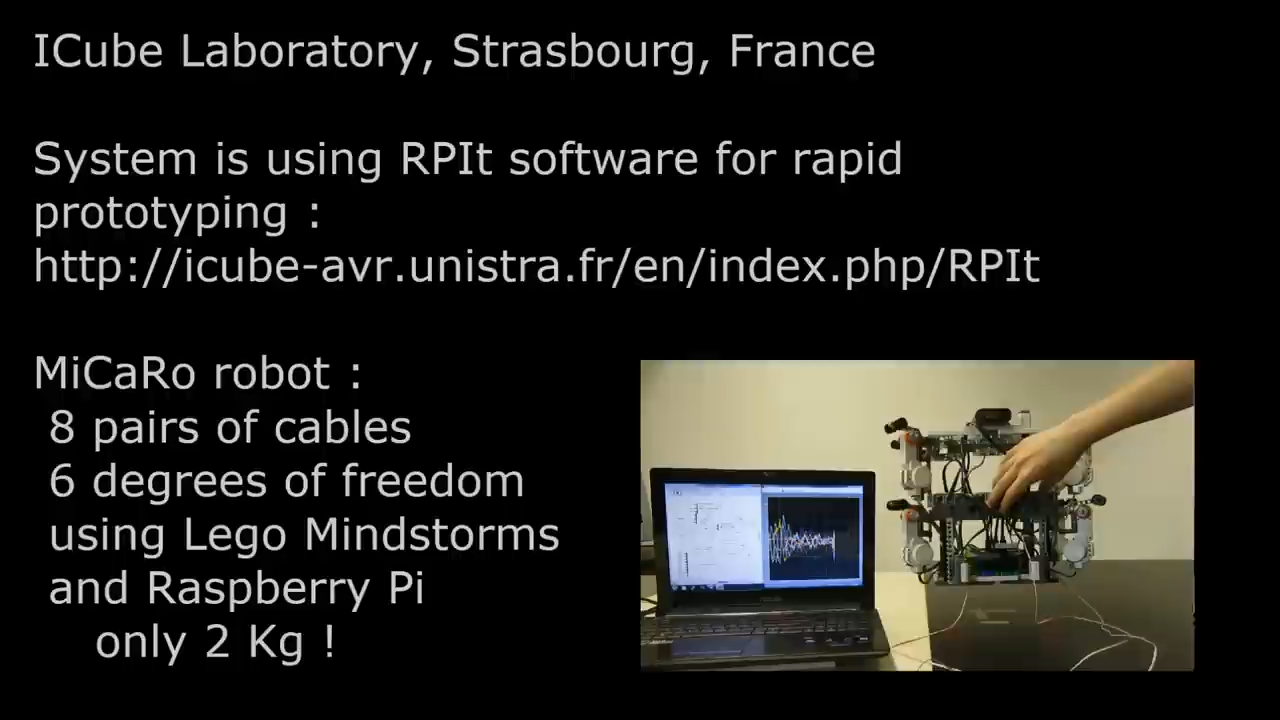 ICube Laboratory, Strasbourg, France
System is using RPIt software for rapid
prototyping :
http://icube-avr.unistra.fr/en/index.php/RPIt
MiCaRo robot :
8 pairs of cables
6 degrees of freedom
using Lego Mindstorms
and Raspberry Pi
only 2 Kg !